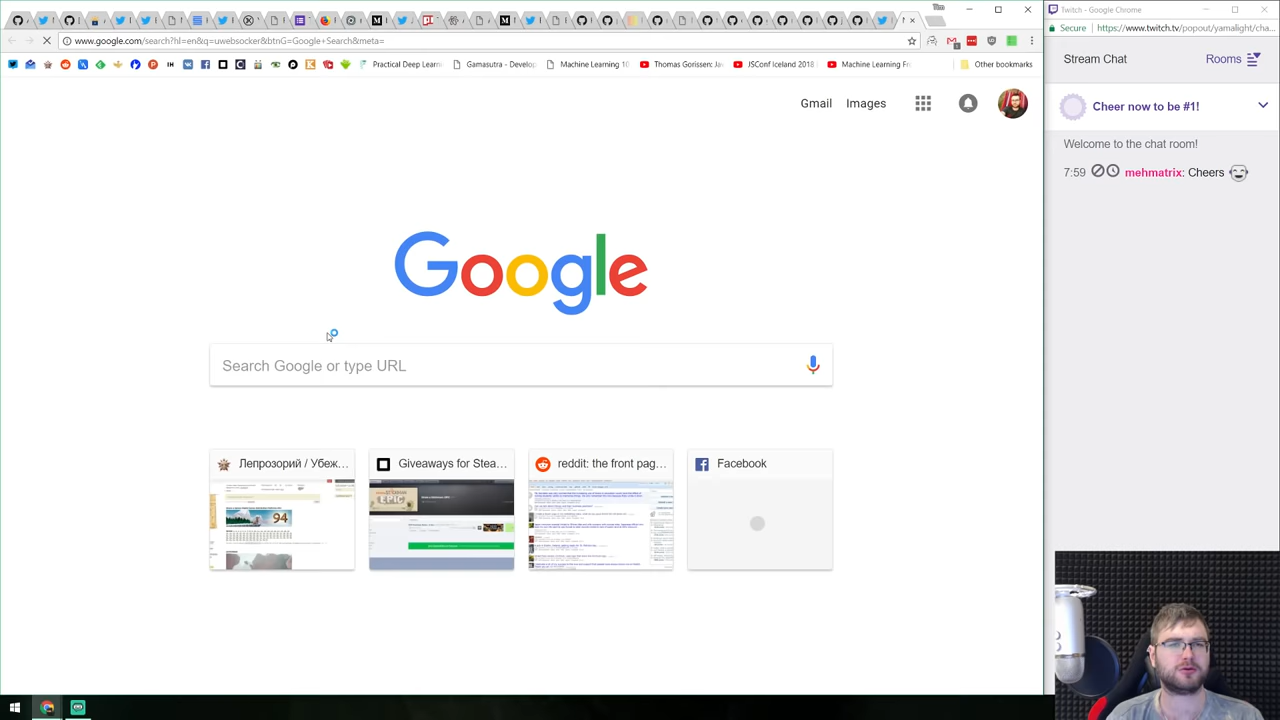 Tim
Twitch - Google Chrome
www.google.com/search?hl=en&q=uwebsocker&btnG=Google+Search&meta=
Secure https://www.twitch.tv/popout/yamalight/cha...
Practical Deep Learn
Gamasutra - Develop
Machine Learning 10
Thomas Gorissen: Ja
JSConf Iceland 2018
Machine Learning Fr
Other bookmarks
Stream Chat
Rooms
Gmail
Images
Cheer now to be #1!
Welcome to the chat room!
7:59 mehmatrix: Cheers
Google
Search Google or type URL
Лепрозорий / Убеж...
Giveaways for Stea...
reddit: the front pag...
Facebook